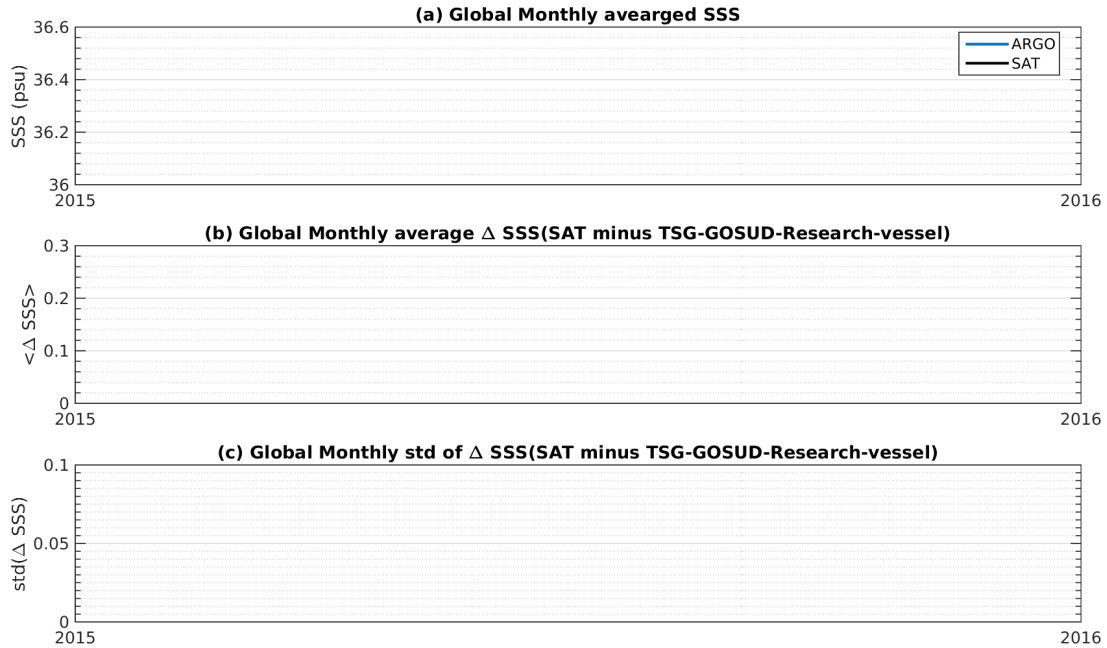 (a) Global Monthly avearged SSS
36.6
36.4
36.2
36
SSS (psu)
ARGO
SAT
2015
2016
(b) Global Monthly average Δ SSS(SAT minus TSG-GOSUD-Research-vessel)
0.3
0.2
0.1
0
<Δ SSS>
2015
2016
(c) Global Monthly std of Δ SSS(SAT minus TSG-GOSUD-Research-vessel)
0.1
0.05
0
std(Δ SSS)
2015
2016